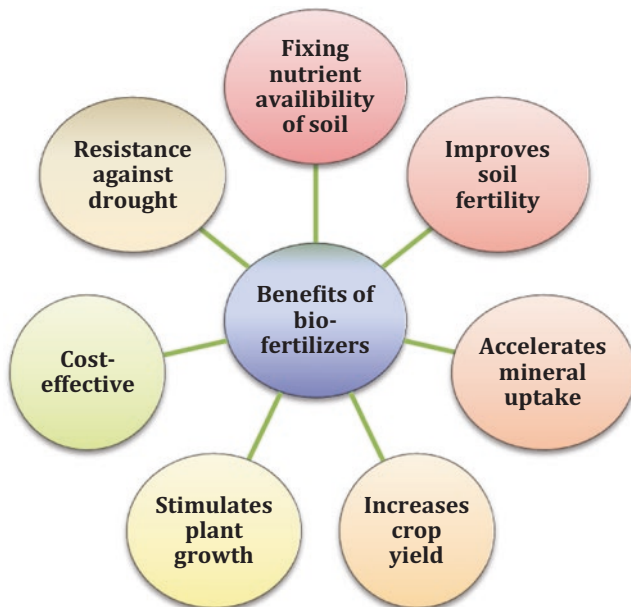 Fixing
nutrient
availibility
of soil
Improves
soil
fertility
Accelerates
mineral
uptake
Increases
crop
yield
Stimulates
plant
growth
Cost-
effective
Resistance
against
drought
Benefits of
bio-
fertilizers